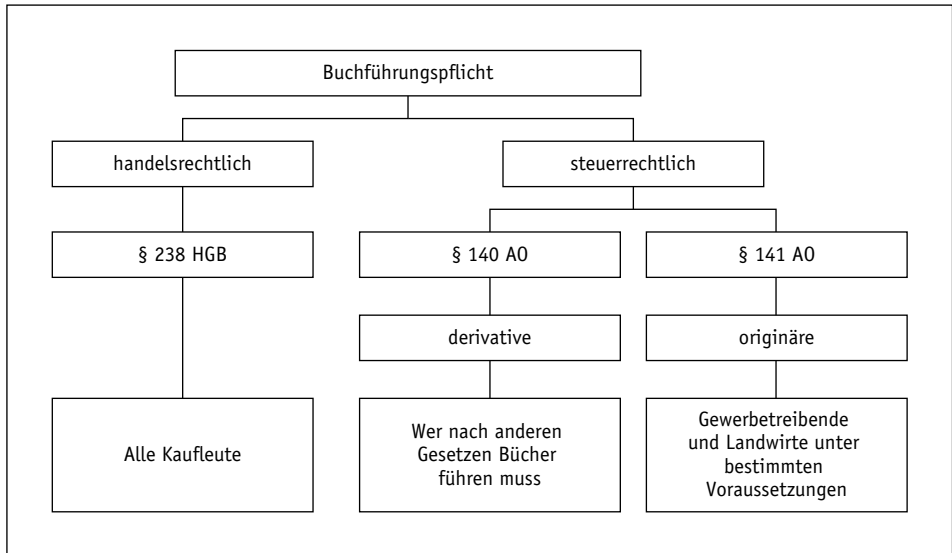 Buchführungspflicht
handelsrechtlich
steuerrechtlich
§ 238 HGB
§ 140 AO
§ 141 AO
derivative
originäre
Alle Kaufleute
Wer nach anderen
Gesetzen Bücher
führen muss
Gewerbetreibende
und Landwirte unter
bestimmten
Voraussetzungen